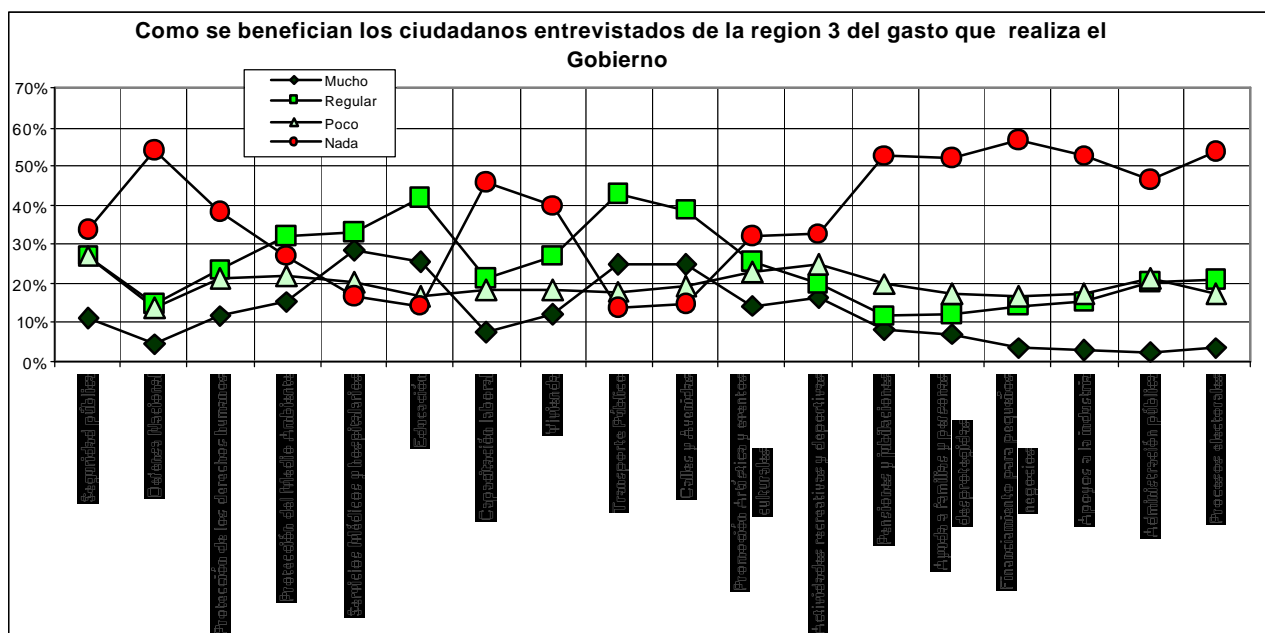 Como se benefician los ciudadanos entrevistados de la region 3 del gasto que realiza el
Gobierno
Mucho
Regular
Poco
Nada
70%
60%
50%
40%
30%
20%
10%
0%
Seguridad pública
Defensa Nacional
Protección de los derechos humanos
Protección del Medio Ambiente
Servicios Médicos y hospitalarios
Educación
Capacitación laboral
Vivienda
Transporte Público
Calles y Avenidas
Promoción Artística y eventos
culturales
Actividades recreativas y deportivas
Pensiones y jubilaciones
Ayuda a familias y personas
desprotegidas
Financiamiento para pequeños
negocios
Apoyos a la industria
Administración pública
Procesos electorales